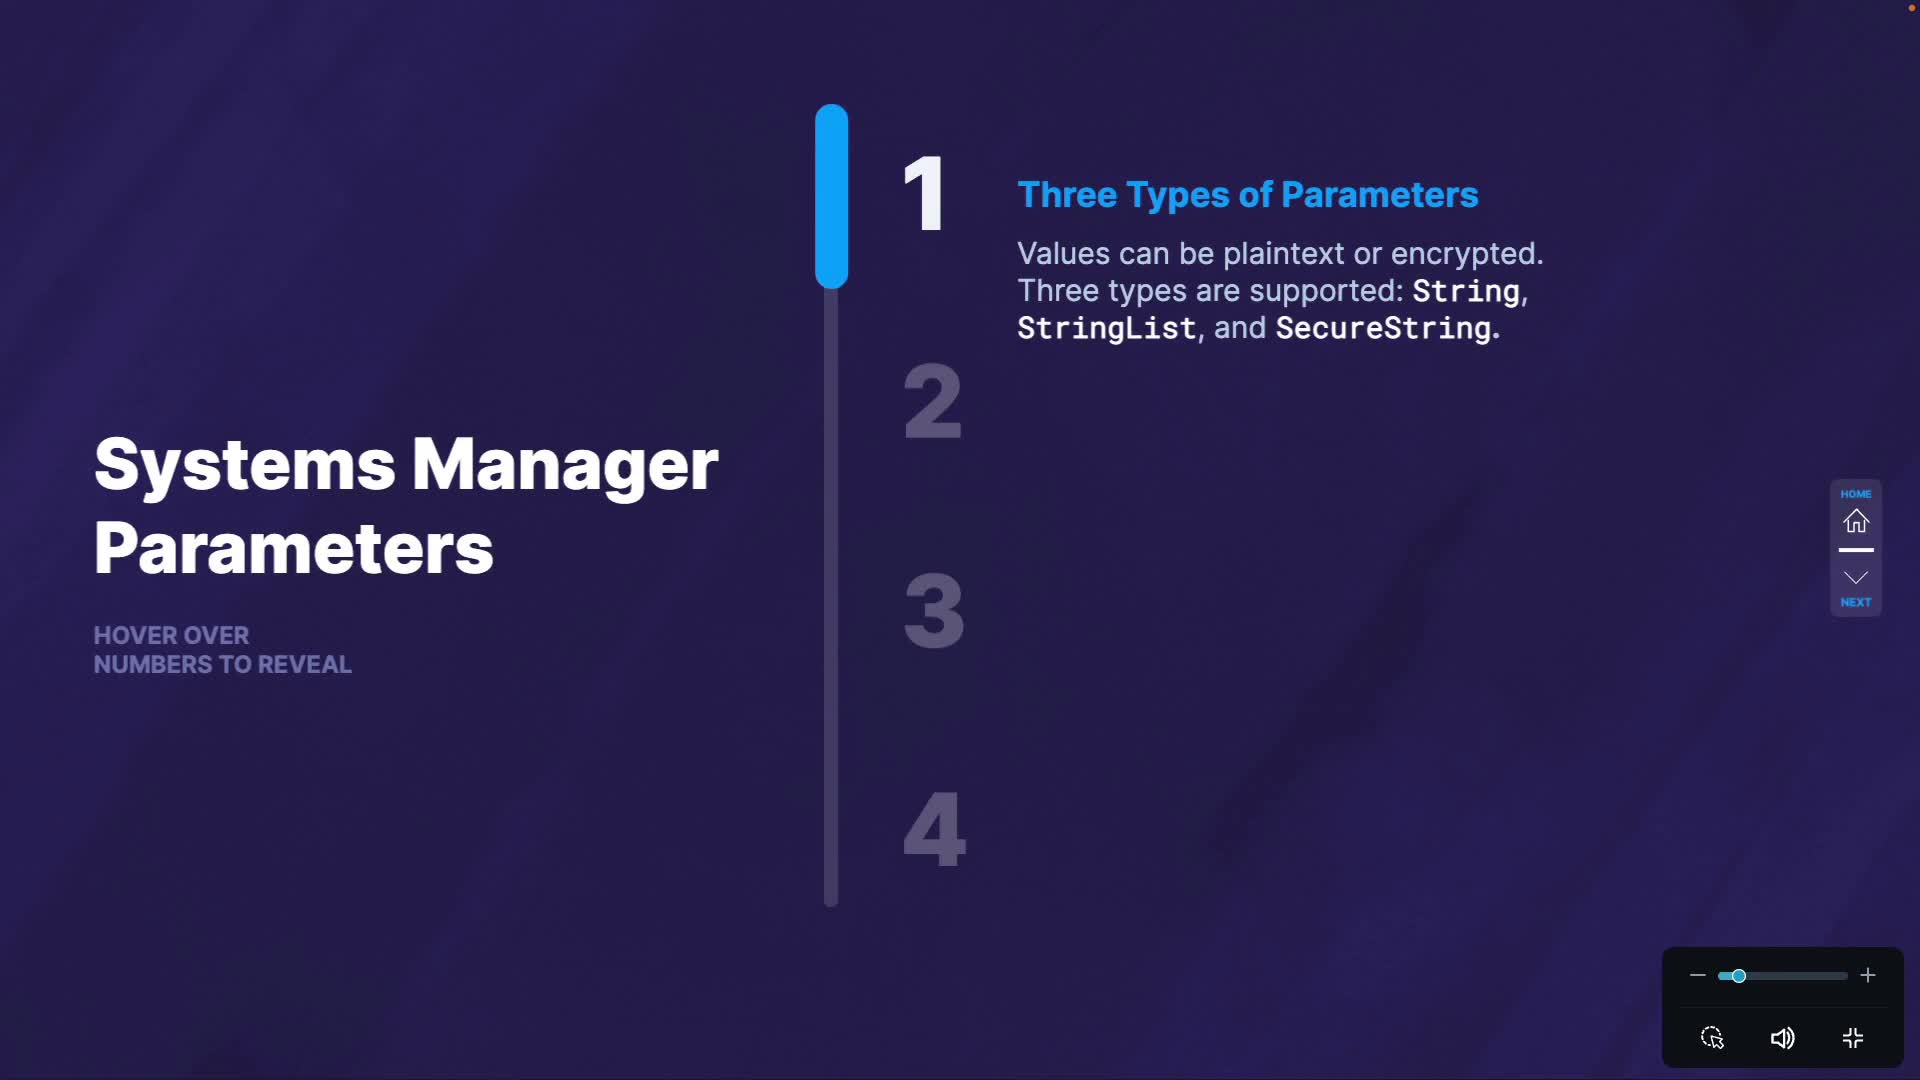 Systems Manager
Parameters
HOVER OVER
NUMBERS TO REVEAL
1
Three Types of Parameters
Values can be plaintext or encrypted.
Three types are supported: String,
StringList, and SecureString.
2
3
4
HOME
NEXT